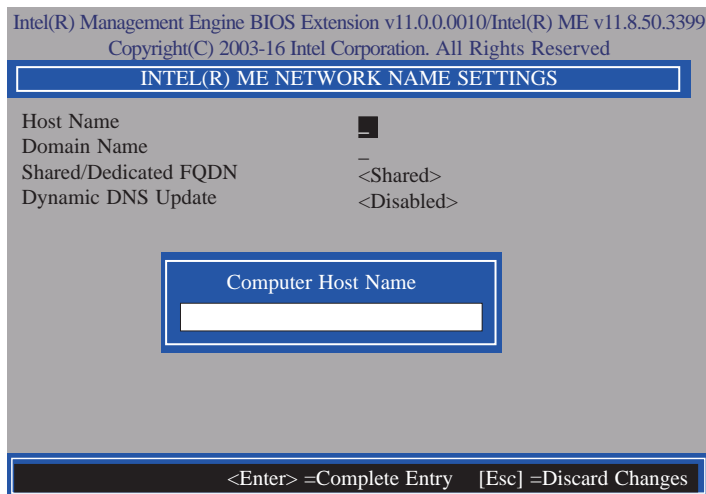 Intel(R) Management Engine BIOS Extension v11.0.0.0010/Intel(R) ME v11.8.50.3399
Copyright(C) 2003-16 Intel Corporation. All Rights Reserved
INTEL(R) ME NETWORK NAME SETTINGS
Host Name _
Domain Name _
Shared/Dedicated FQDN <Shared>
Dynamic DNS Update <Disabled>
Computer Host Name
<Enter> =Complete Entry [Esc] =Discard Changes